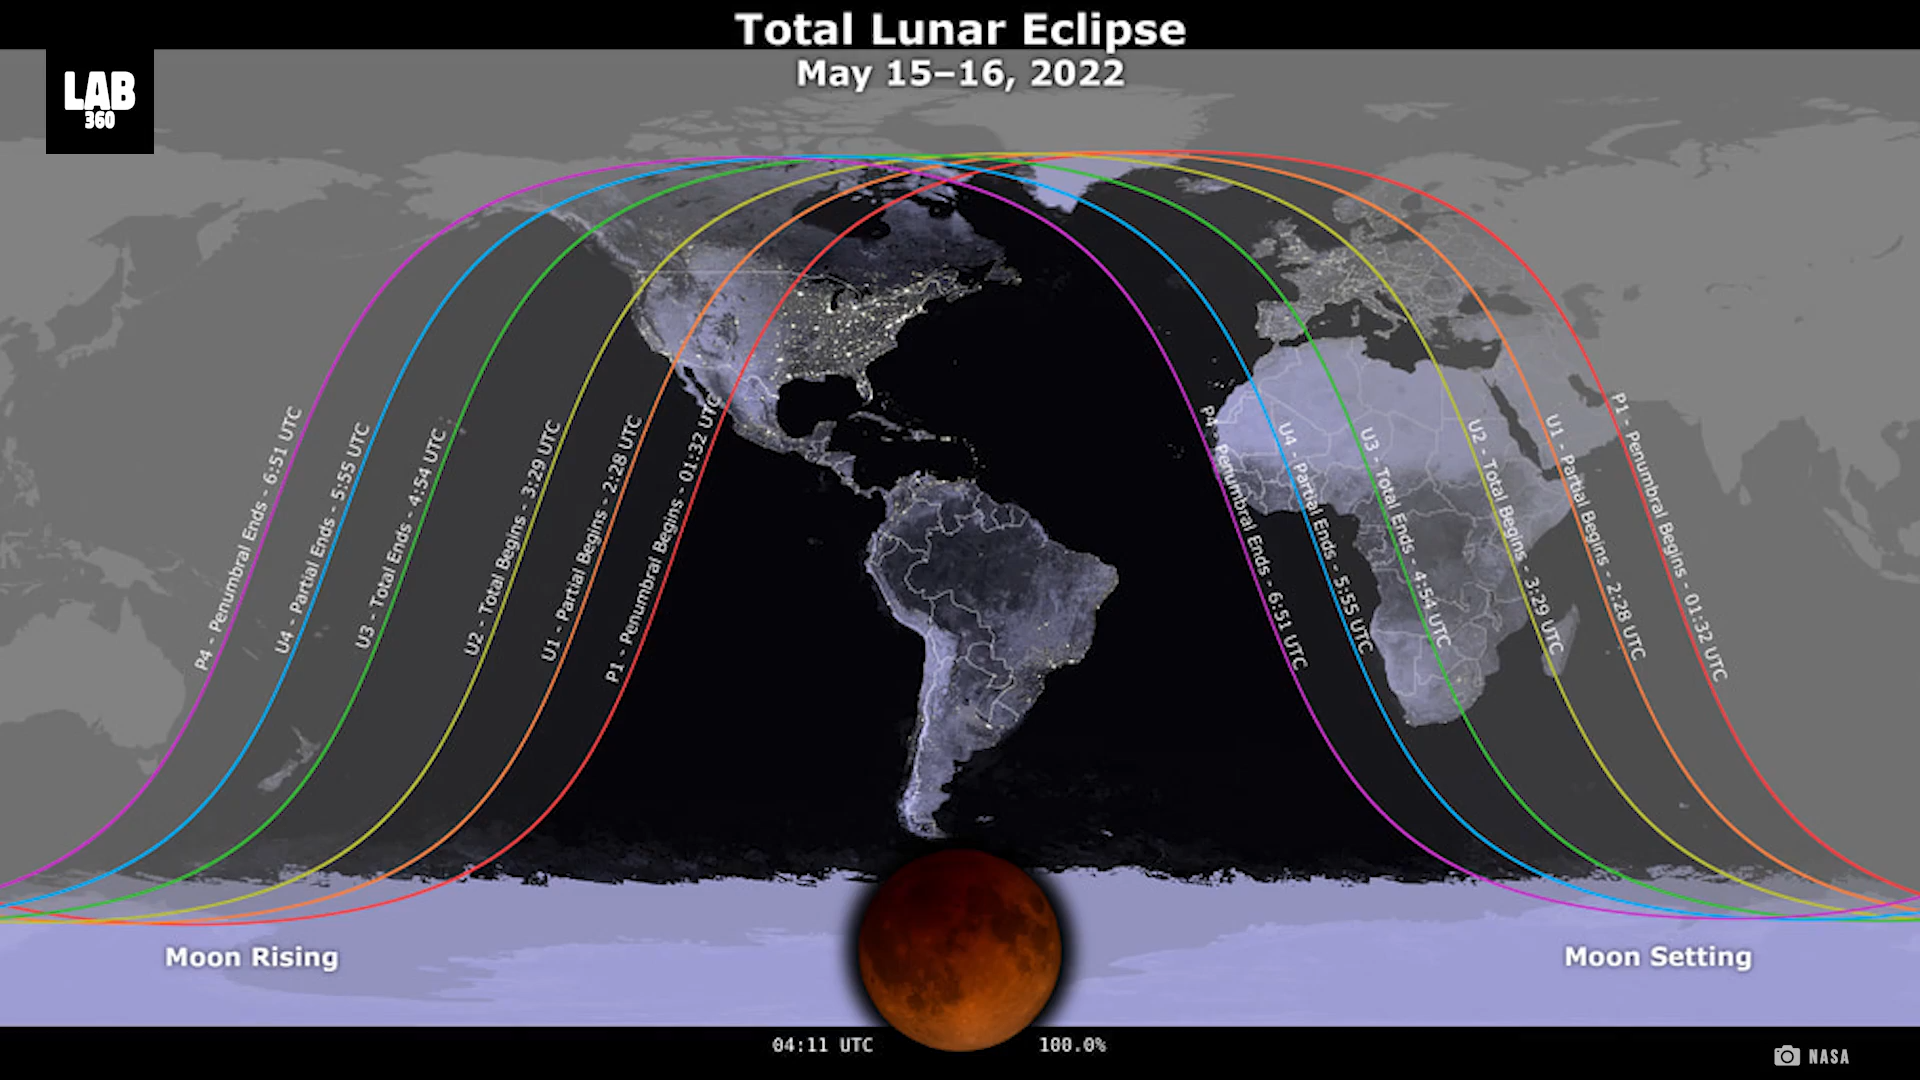 Total Lunar Eclipse
May 15–16, 2022
LAB
360
P4 - Penumbral Ends - 6:51 UTC
U4 - Partial Ends - 5:55 UTC
U3 - Total Ends - 4:54 UTC
U2 - Total Begins - 3:29 UTC
U1 - Partial Begins - 2:28 UTC
P1 - Penumbral Begins - 01:32 UTC
P4 - Penumbral Ends - 6:51 UTC
U4 - Partial Ends - 5:55 UTC
U3 - Total Ends - 4:54 UTC
U2 - Total Begins - 3:29 UTC
U1 - Partial Begins - 2:28 UTC
P1 - Penumbral Begins - 01:32 UTC
Moon Rising
Moon Setting
04:11 UTC
100.0%
NASA